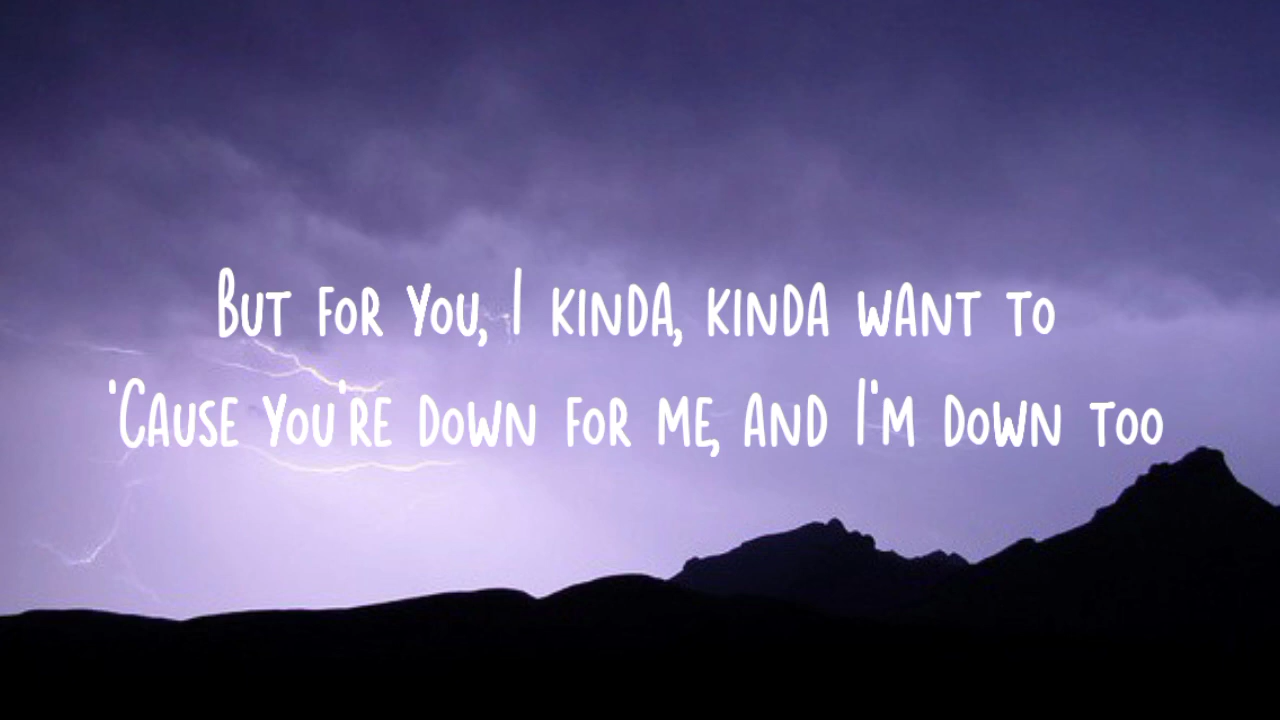 But for you, I kinda, kinda want to
'Cause you're down for me, and I'm down too